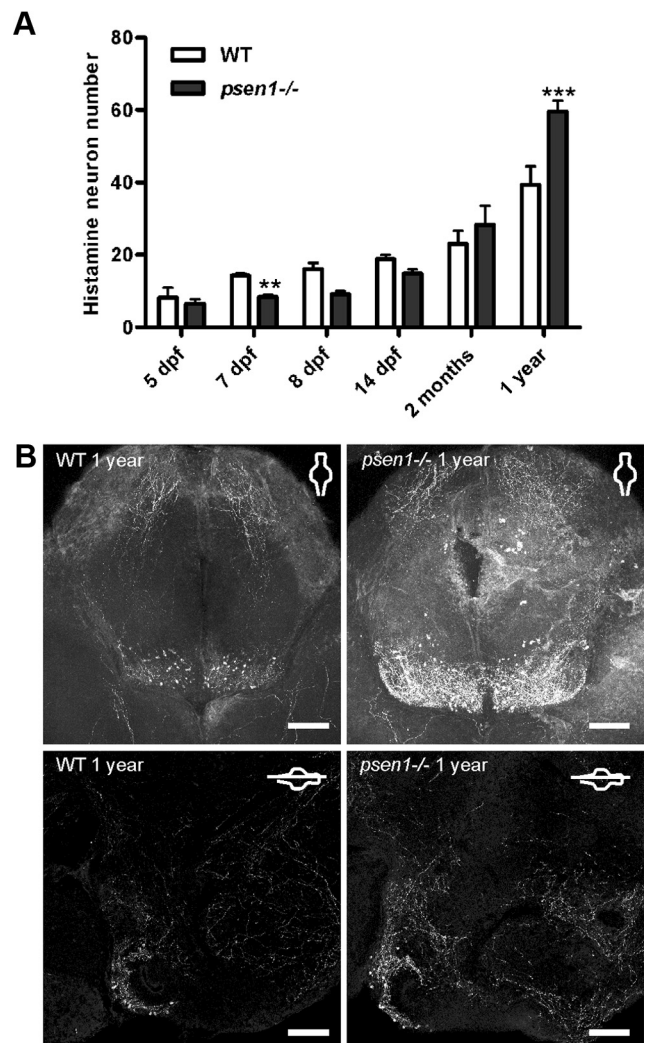 A
80
60
40
20
0
Histamine neuron number
WT
psen1-/-
**
***
5 dpf
7 dpf
8 dpf
14 dpf
2 months
1 year
B
WT 1 year
psen1-/- 1 year
WT 1 year
psen1-/- 1 year